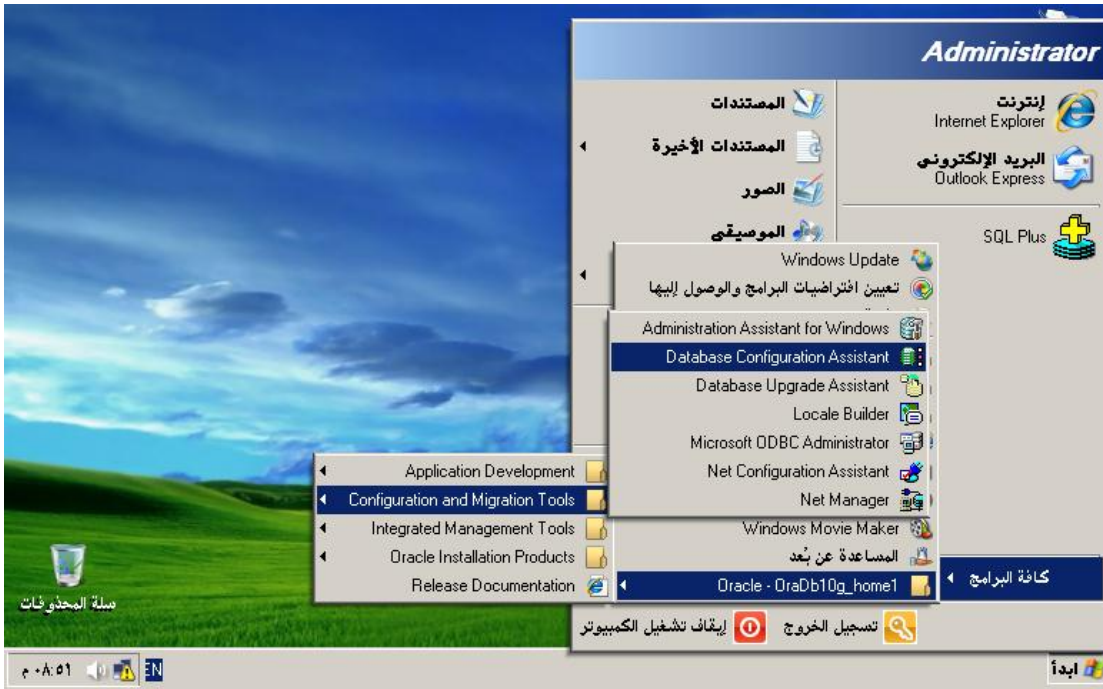 Administrator
إنترنت
Internet Explorer
البريد الإلكتروني
Outlook Express
SQL Plus
المستندات
المستندات الأخيرة
الصور
الموسيقى
Windows Update
تعيين افتراضيات البرامج والوصول إليها
Administration Assistant for Windows
Database Configuration Assistant
Database Upgrade Assistant
Locale Builder
Microsoft ODBC Administrator
Net Configuration Assistant
Net Manager
Windows Movie Maker
المساعدة عن بُعد
Oracle - OraDb10g_home1
Application Development
Configuration and Migration Tools
Integrated Management Tools
Oracle Installation Products
Release Documentation
كافة البرامج
تسجيل الخروج
إيقاف تشغيل الكمبيوتر
سلة المحذوفات
ابدأ
EN
٠٨:٥١ م